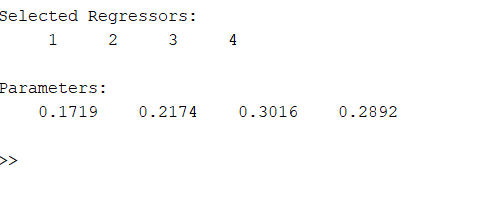 Selected Regressors:
1 2 3 4
Parameters:
0.1719 0.2174 0.3016 0.2892
>>